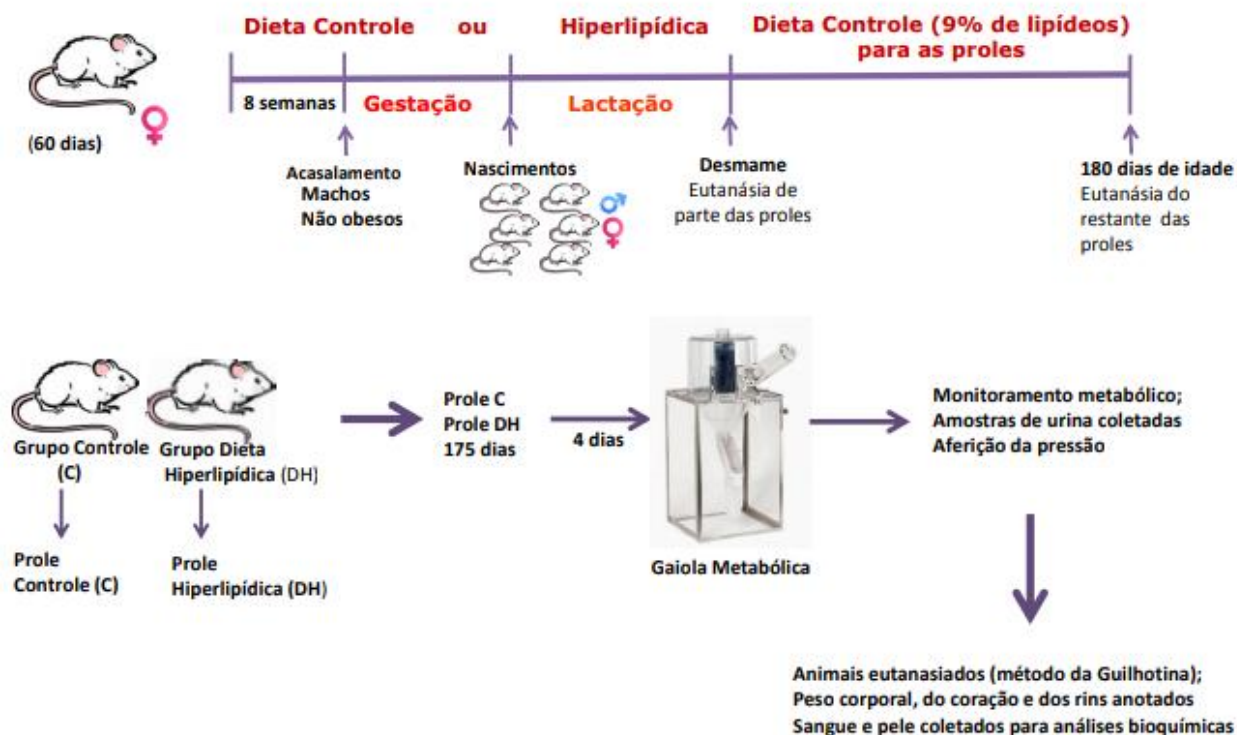 Dieta Controle ou Hiperlipídica
Dieta Controle (9% de lipídeos)
para as proles
8 semanas
Gestação
Lactação
(60 dias)
Acasalamento
Machos
Não obesos
Nascimentos
Desmame
Eutanásia de
parte das proles
180 dias de idade
Eutanásia do
restante das
proles
Grupo Controle
(C)
Grupo Dieta
Hiperlipídica (DH)
Prole
Controle (C)
Prole
Hiperlipídica (DH)
Prole C
Prole DH
175 dias
4 dias
Gaiola Metabólica
Monitoramento metabólico;
Amostras de urina coletadas
Aferição da pressão
Animais eutanasiados (método da Guilhotina);
Peso corporal, do coração e dos rins anotados
Sangue e pele coletados para análises bioquímicas